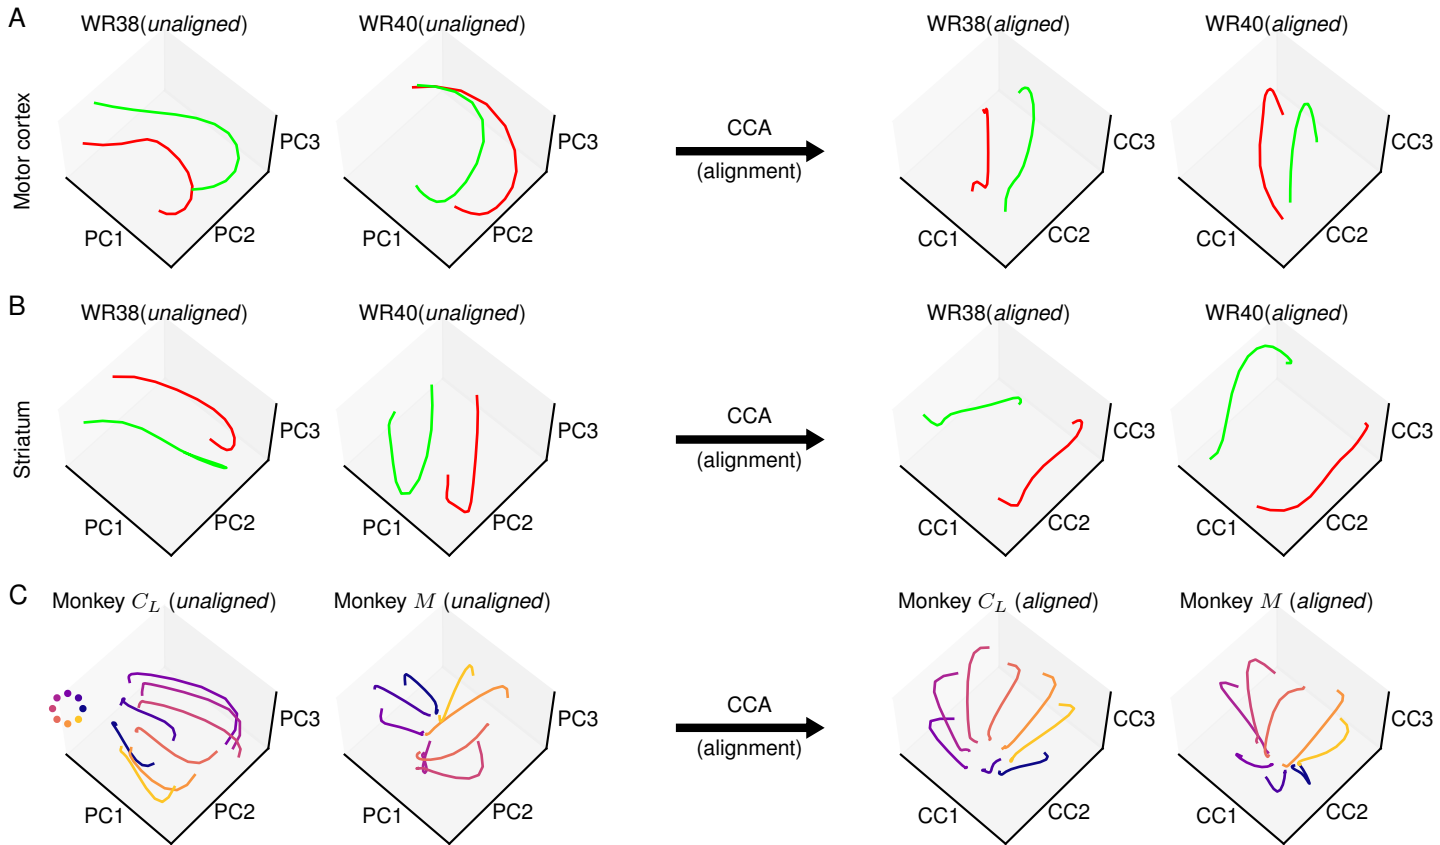 A
WR38(unaligned)
WR40(unaligned)
WR38(aligned)
WR40(aligned)
Motor cortex
PC1
PC2
PC3
PC1
PC2
PC3
CCA
(alignment)
CC1
CC2
CC3
CC1
CC2
CC3
B
WR38(unaligned)
WR40(unaligned)
WR38(aligned)
WR40(aligned)
Striatum
PC1
PC2
PC3
PC1
PC2
PC3
CCA
(alignment)
CC1
CC2
CC3
CC1
CC2
CC3
C
Monkey C_L (unaligned)
Monkey M (unaligned)
Monkey C_L (aligned)
Monkey M (aligned)
PC1
PC2
PC3
PC1
PC2
PC3
CCA
(alignment)
CC1
CC2
CC3
CC1
CC2
CC3